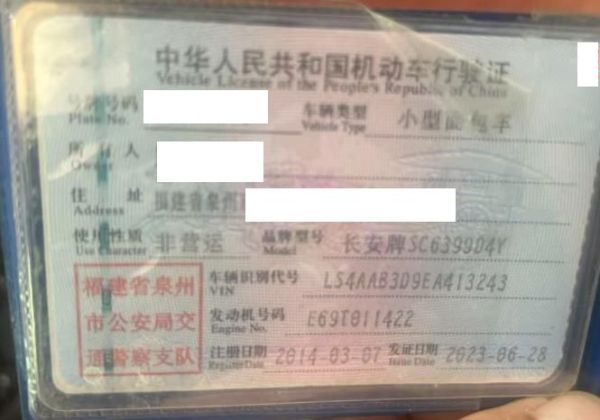 中华人民共和国机动车行驶证
Vehicle License of the People's Republic of China
号牌号码 车辆类型 小型面包车
Plate No. Vehicle Type
所有人
Owner
住址 福建省泉州
Address
使用性质 非营运 品牌型号 长安牌SC6399D4Y
Use Character Model
福建省泉州 车辆识别代号 LS4AAB3D9EA413243
VIN
市公安局交 发动机号码 E69T011422
Engine No.
通警察支队 注册日期 2014-03-07 发证日期 2023-06-28
Register Date Issue Date